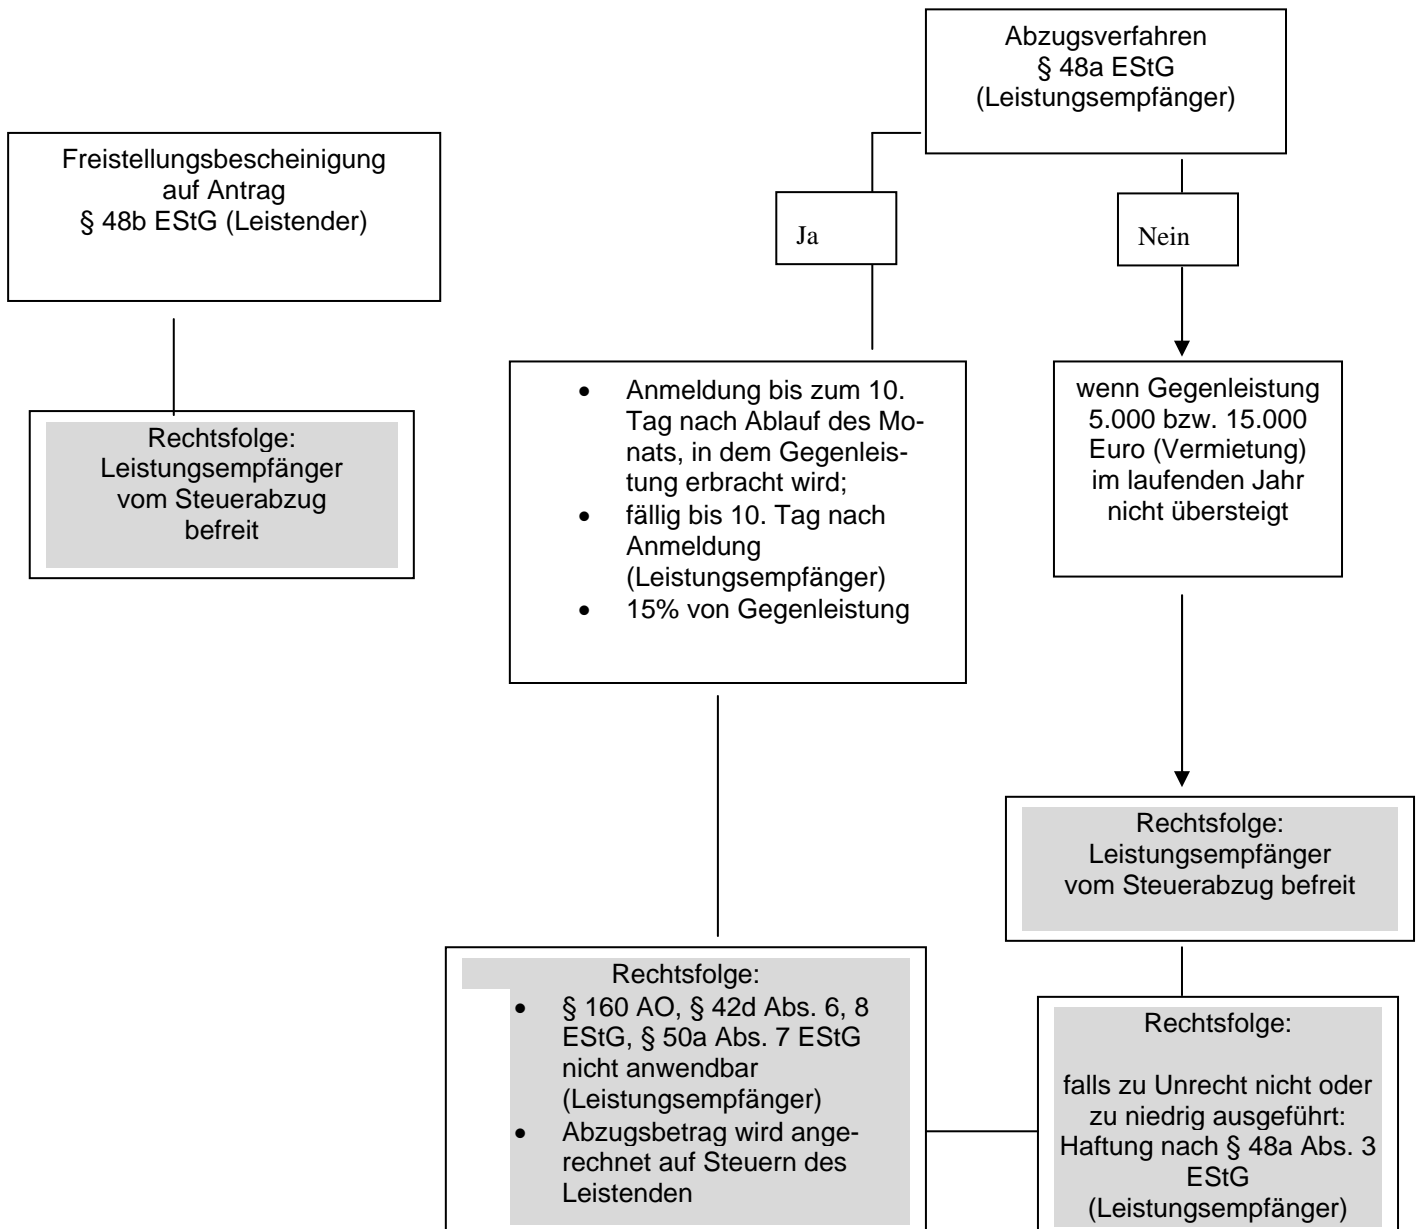 Abzugsverfahren
§ 48a EStG
(Leistungsempfänger)
Freistellungsbescheinigung
auf Antrag
§ 48b EStG (Leistender)
Ja
Nein
Rechtsfolge:
Leistungsempfänger
vom Steuerabzug
befreit
• Anmeldung bis zum 10.
Tag nach Ablauf des Mo-
nats, in dem Gegenleis-
tung erbracht wird;
• fällig bis 10. Tag nach
Anmeldung
(Leistungsempfänger)
• 15% von Gegenleistung
wenn Gegenleistung
5.000 bzw. 15.000
Euro (Vermietung)
im laufenden Jahr
nicht übersteigt
Rechtsfolge:
Leistungsempfänger
vom Steuerabzug befreit
Rechtsfolge:
• § 160 AO, § 42d Abs. 6, 8
EStG, § 50a Abs. 7 EStG
nicht anwendbar
(Leistungsempfänger)
• Abzugsbetrag wird ange-
rechnet auf Steuern des
Leistenden
Rechtsfolge:
falls zu Unrecht nicht oder
zu niedrig ausgeführt:
Haftung nach § 48a Abs. 3
EStG
(Leistungsempfänger)